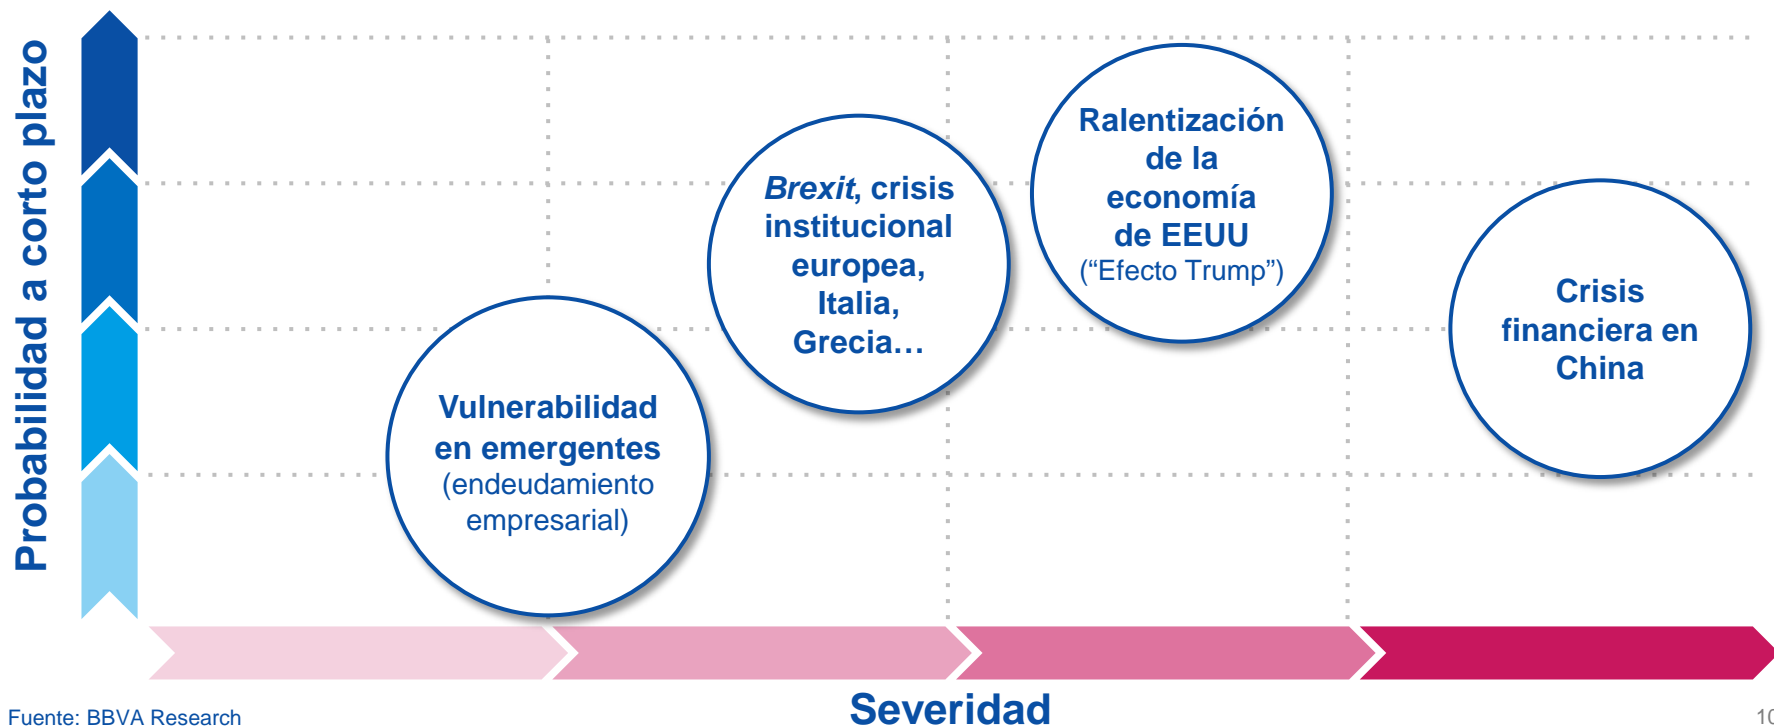 Probabilidad a corto plazo
Ralentización
de la
economía
de EEUU
(“Efecto Trump”)
Brexit, crisis
institucional
europea,
Italia,
Grecia…
Crisis
financiera en
China
Vulnerabilidad
en emergentes
(endeudamiento
empresarial)
Severidad
Fuente: BBVA Research
10